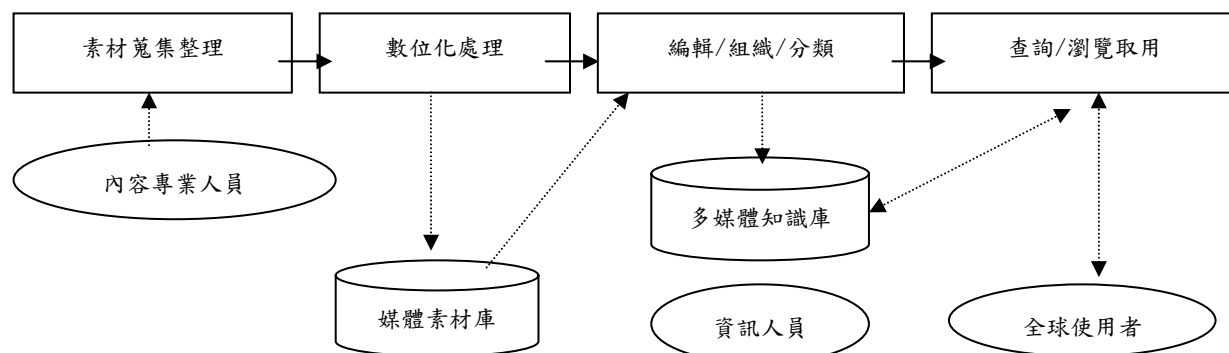 素材蒐集整理
數位化處理
編輯/組織/分類
查詢/瀏覽取用
內容專業人員
多媒體知識庫
媒體素材庫
資訊人員
全球使用者